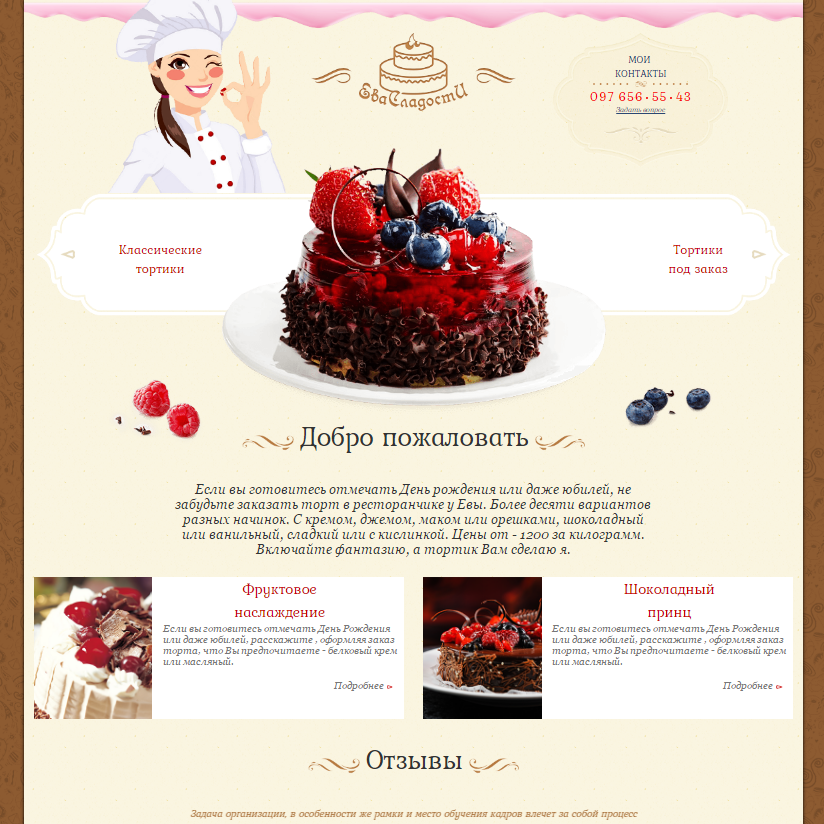 ЕваСладости
МОИ
КОНТАКТЫ
097 656 • 55 • 43
Задать вопрос
Классические
тортики
Тортики
под заказ
Добро пожаловать
Если вы готовитесь отмечать День рождения или даже юбилей, не
забудьте заказать торт в ресторанчике у Евы. Более десяти вариантов
разных начинок. С кремом, джемом, маком или орешками, шоколадный
или ванильный, сладкий или с кислинкой. Цены от - 1200 за килограмм.
Включайте фантазию, а тортик Вам сделаю я.
Фруктовое
наслаждение
Если вы готовитесь отмечать День Рождения
или даже юбилей, расскажите , оформляя заказ
торта, что Вы предпочитаете - белковый крем
или масляный.
Подробнее
Шоколадный
принц
Если вы готовитесь отмечать День Рождения
или даже юбилей, расскажите , оформляя заказ
торта, что Вы предпочитаете - белковый крем
или масляный.
Подробнее
Отзывы
Задача организации, в особенности же рамки и место обучения кадров влечет за собой процесс